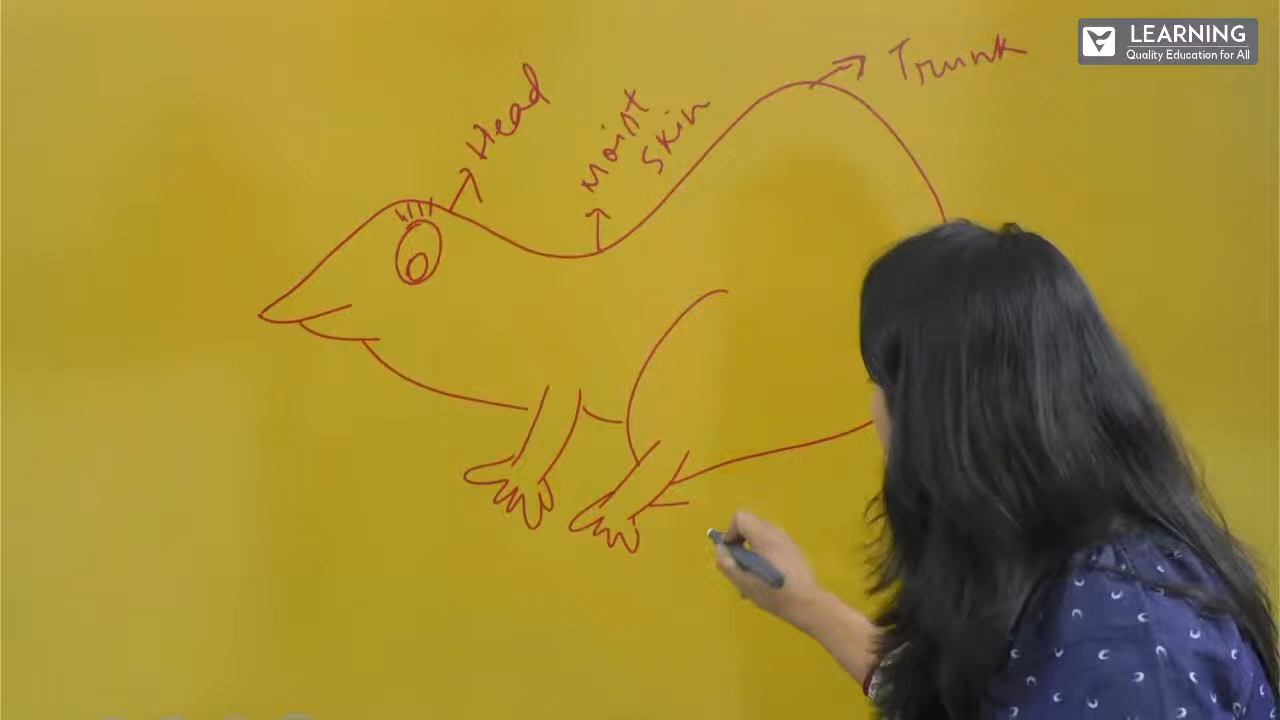 LEARNING
Quality Education for All
Trunk
Head
Moist
Skin